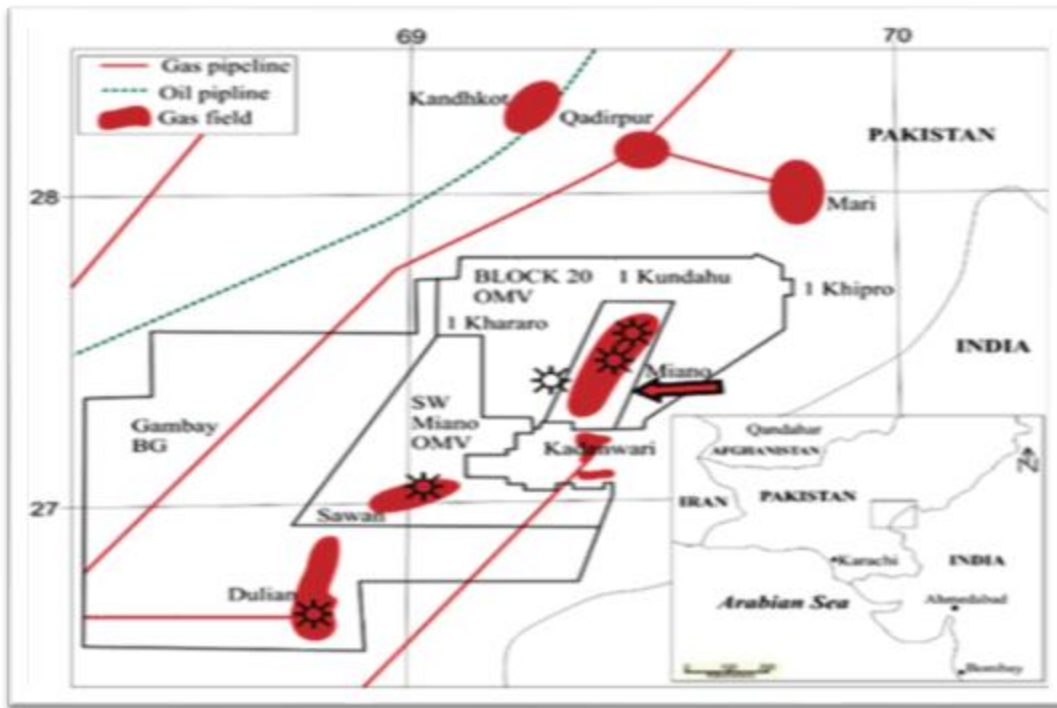 69
70
Gas pipeline
Oil pipline
Gas field
Kandhkot
Qadirpur
PAKISTAN
28
Mari
BLOCK 20
OMV
1 Kundahu
1 Khipro
1 Khararo
INDIA
Miano
Gambay
BG
SW
Miano
OMV
Kadanwari
27
Sawan
Dulian
Qandahar
AFGHANISTAN
N
IRAN
PAKISTAN
Karachi
INDIA
Arabian Sea
Ahmedabad
Bombay